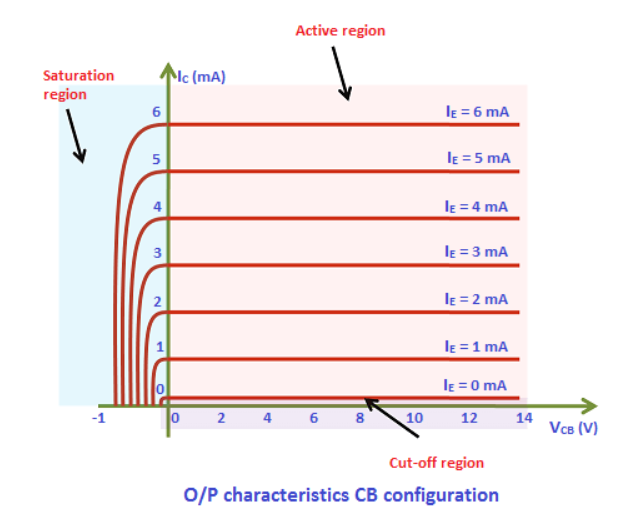 Active region
Saturation
region
IC (mA)
6
IE = 6 mA
5
IE = 5 mA
4
IE = 4 mA
3
IE = 3 mA
2
IE = 2 mA
1
IE = 1 mA
0
IE = 0 mA
-1 0 2 4 6 8 10 12 14
VCB (V)
Cut-off region
O/P characteristics CB configuration